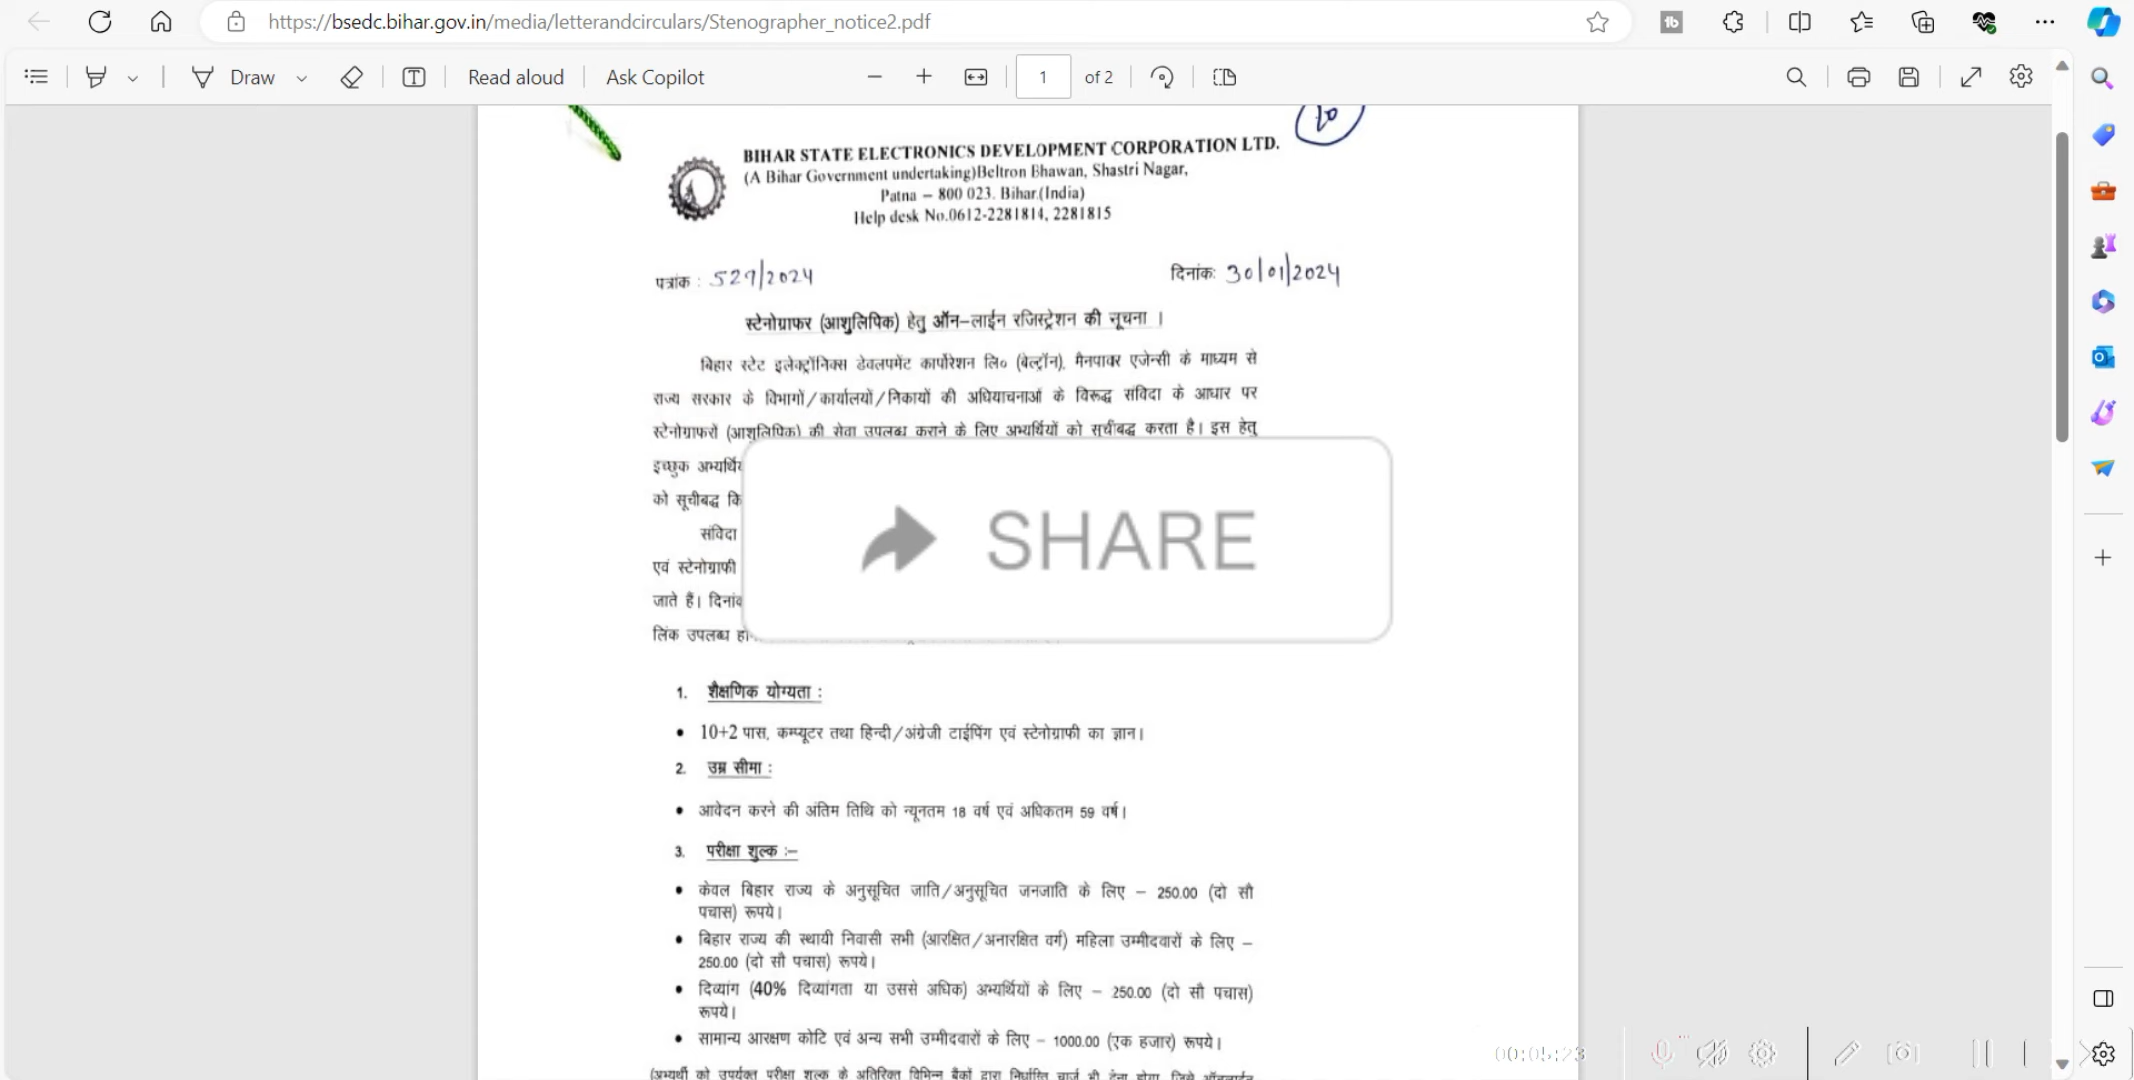 https://bsedc.bihar.gov.in/media/letterandcirculars/Stenographer_notice2.pdf
Draw
Read aloud
Ask Copilot
1 of 2
BIHAR STATE ELECTRONICS DEVELOPMENT CORPORATION LTD.
(A Bihar Government undertaking)Beltron Bhawan, Shastri Nagar,
Patna – 800 023. Bihar.(India)
Help desk No.0612-2281814, 2281815
पत्रांक : 529/2024 दिनांक: 30/01/2024
स्टेनोग्राफर (आशुलिपिक) हेतु ऑन–लाईन रजिस्ट्रेशन की सूचना ।
बिहार स्टेट इलेक्ट्रॉनिक्स डेवलपमेंट कार्पोरेशन लि० (बेल्ट्रॉन), मैनपावर एजेन्सी के माध्यम से
राज्य सरकार के विभागों/कार्यालयों/निकायों की अधियाचनाओं के विरूद्ध संविदा के आधार पर
स्टेनोग्राफरों (आशुलिपिक) की सेवा उपलब्ध कराने के लिए अभ्यर्थियों को सूचीबद्ध करता है। इस हेतु
इच्छुक
को सूचीबद्ध
SHARE
संविदा
एवं स्टेनोग्राफी
जाते हैं।
लिंक उपलब्ध
1. शैक्षणिक योग्यता :
• 10+2 पास, कम्प्यूटर तथा हिन्दी/अंग्रेजी टाईपिंग एवं स्टेनोग्राफी का ज्ञान।
2. उम्र सीमा :
• आवेदन करने की अंतिम तिथि को न्यूनतम 18 वर्ष एवं अधिकतम 59 वर्ष।
3. परीक्षा शुल्क :–
• केवल बिहार राज्य के अनुसूचित जाति/अनुसूचित जनजाति के लिए – 250.00 (दो सौ
पचास) रूपये।
• बिहार राज्य की स्थायी निवासी सभी (आरक्षित/अनारक्षित वर्ग) महिला उम्मीदवारों के लिए –
250.00 (दो सौ पचास) रूपये।
• दिव्यांग (40% दिव्यांगता या उससे अधिक) अभ्यर्थियों के लिए – 250.00 (दो सौ पचास)
रूपये।
• सामान्य आरक्षण कोटि एवं अन्य सभी उम्मीदवारों के लिए – 1000.00 (एक हजार) रूपये।
00:05:23